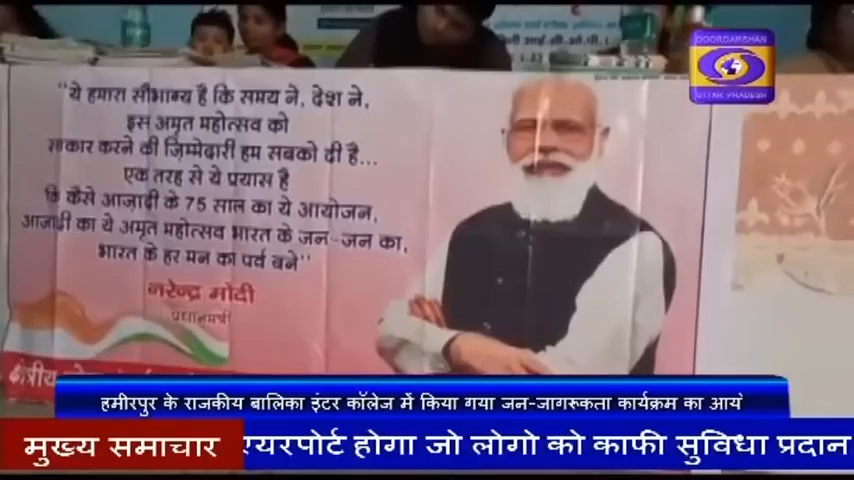 DOORDARSHAN
UTTAR PRADESH
"ये हमारा सौभाग्य है कि समय ने, देश ने,
इस अमृत महोत्सव को
साकार करने की ज़िम्मेदारी हम सबको दी है...
एक तरह से ये प्रयास है
कि कैसे आज़ादी के 75 साल का ये आयोजन,
आज़ादी का ये अमृत महोत्सव भारत के जन-जन का,
भारत के हर मन का पर्व बने"
नरेन्द्र मोदी
प्रधानमंत्री
हमीरपुर के राजकीय बालिका इंटर कॉलेज में किया गया जन-जागरुकता कार्यक्रम का आयं
मुख्य समाचार
एयरपोर्ट होगा जो लोगो को काफी सुविधा प्रदान